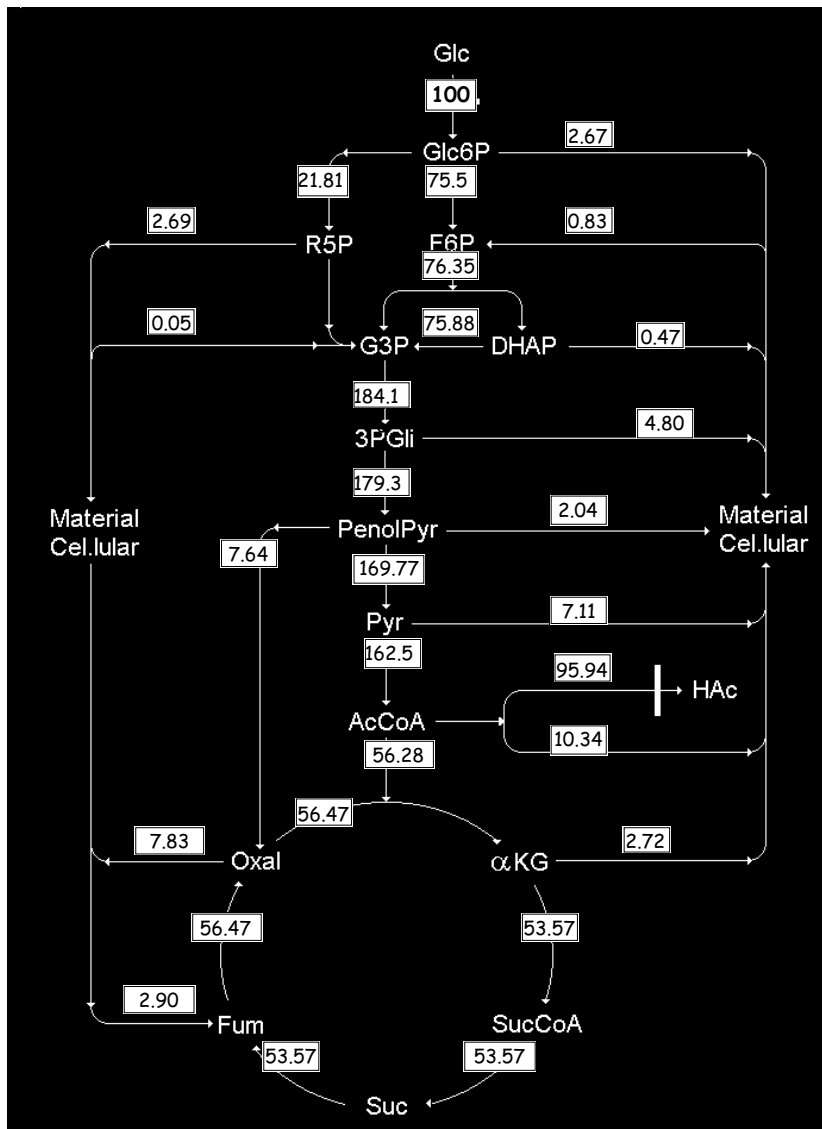 Glc
100
Glc6P
2.67
21.81
75.5
2.69
R5P
F6P
0.83
76.35
0.05
75.88
G3P
DHAP
0.47
184.1
3PGli
4.80
179.3
Material
Cel.lular
PenolPyr
2.04
Material
Cel.lular
7.64
169.77
Pyr
7.11
162.5
95.94
HAc
AcCoA
10.34
56.28
56.47
7.83
Oxal
αKG
2.72
56.47
53.57
2.90
Fum
SucCoA
53.57
53.57
Suc